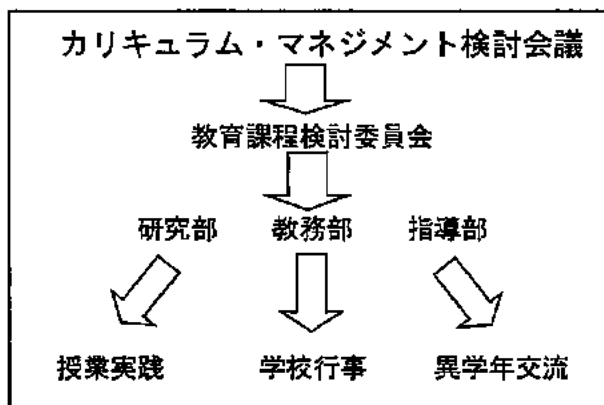 カリキュラム・マネジメント検討会議
教育課程検討委員会
研究部 教務部 指導部
授業実践 学校行事 異学年交流